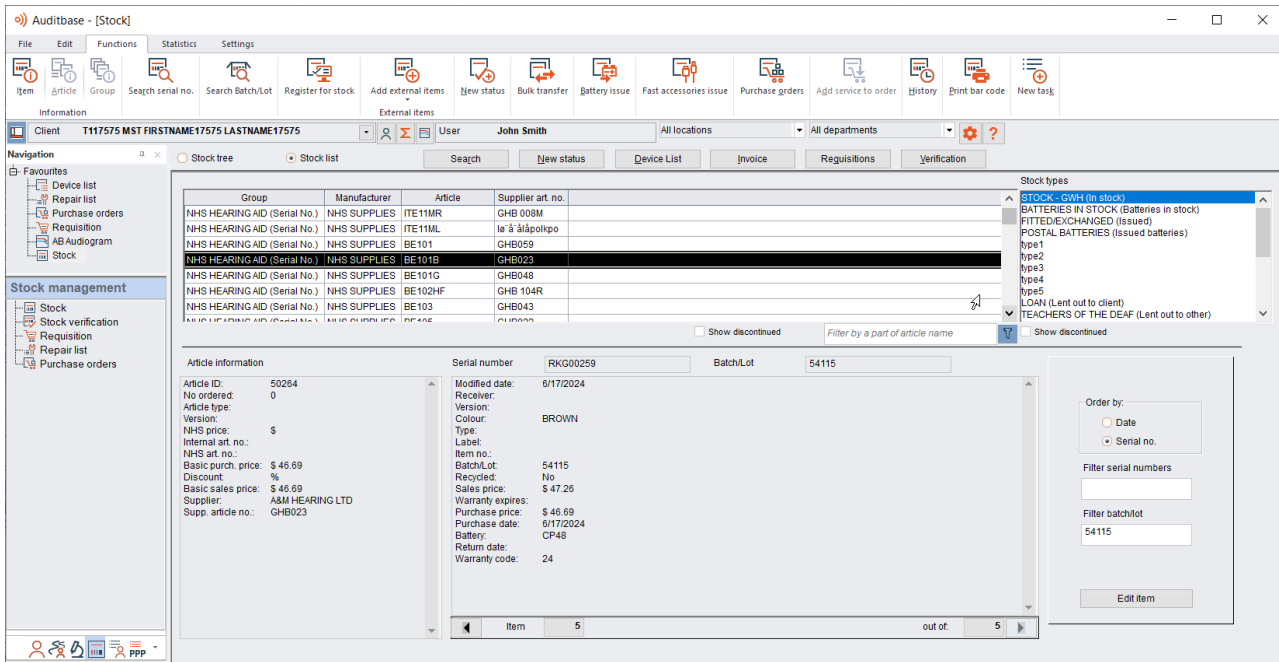 Auditbase - [Stock]
File Edit Functions Statistics Settings
Item Article Group Search serial no. Search Batch/Lot Register for stock Add external items New status Bulk transfer Battery issue Fast accessories issue Purchase orders Add service to order History Print bar code New task
Information External items
Client T117575 MST FIRSTNAME17575 LASTNAME17575 User John Smith All locations All departments
Navigation
Favourites
Device list
Repair list
Purchase orders
Requisition
ABAudiogram
Stock
Stock management
Stock
Stock verification
Requisition
Repair list
Purchase orders
PPP
Stock tree Stock list Search New status Device List Invoice Requisitions Verification
Group Manufacturer Article Supplier art. no.
NHS HEARING AID (Serial No.) NHS SUPPLIES ITE11MR GHB 008M
NHS HEARING AID (Serial No.) NHS SUPPLIES ITE11ML
NHS HEARING AID (Serial No.) NHS SUPPLIES BE101 GHB059
NHS HEARING AID (Serial No.) NHS SUPPLIES BE101B GHB023
NHS HEARING AID (Serial No.) NHS SUPPLIES BE101G GHB048
NHS HEARING AID (Serial No.) NHS SUPPLIES BE102HF GHB 104R
NHS HEARING AID (Serial No.) NHS SUPPLIES BE103 GHB043
NHS HEARING AID (Serial No.) NHS SUPPLIES
Stock types
STOCK - GWH (In stock)
BATTERIES IN STOCK (Batteries in stock)
FITTED/EXCHANGED (Issued)
POSTAL BATTERIES (Issued batteries)
type1
type2
type3
type4
type5
LOAN (Lent out to client)
TEACHERS OF THE DEAF (Lent out to other)
Show discontinued Filter by a part of article name Show discontinued
Article information
Article ID: 50264
No ordered: 0
Article type:
Version:
NHS price: $
Internal art. no.:
NHS art. no.:
Basic purch. price: $ 46.69
Discount: %
Basic sales price: $ 46.69
Supplier: A&M HEARING LTD
Supp. article no.: GHB023
Serial number RKG00259 Batch/Lot 54115
Modified date: 6/17/2024
Receiver:
Version:
Colour: BROWN
Type:
Label:
Item no.:
Batch/Lot: 54115
Recycled: No
Sales price: $ 47.26
Warranty expires:
Purchase price: $ 46.69
Purchase date: 6/17/2024
Battery: CP48
Return date:
Warranty code: 24
Item 5 out of: 5
Order by:
Date
Serial no.
Filter serial numbers
Filter batch/lot
54115
Edit item